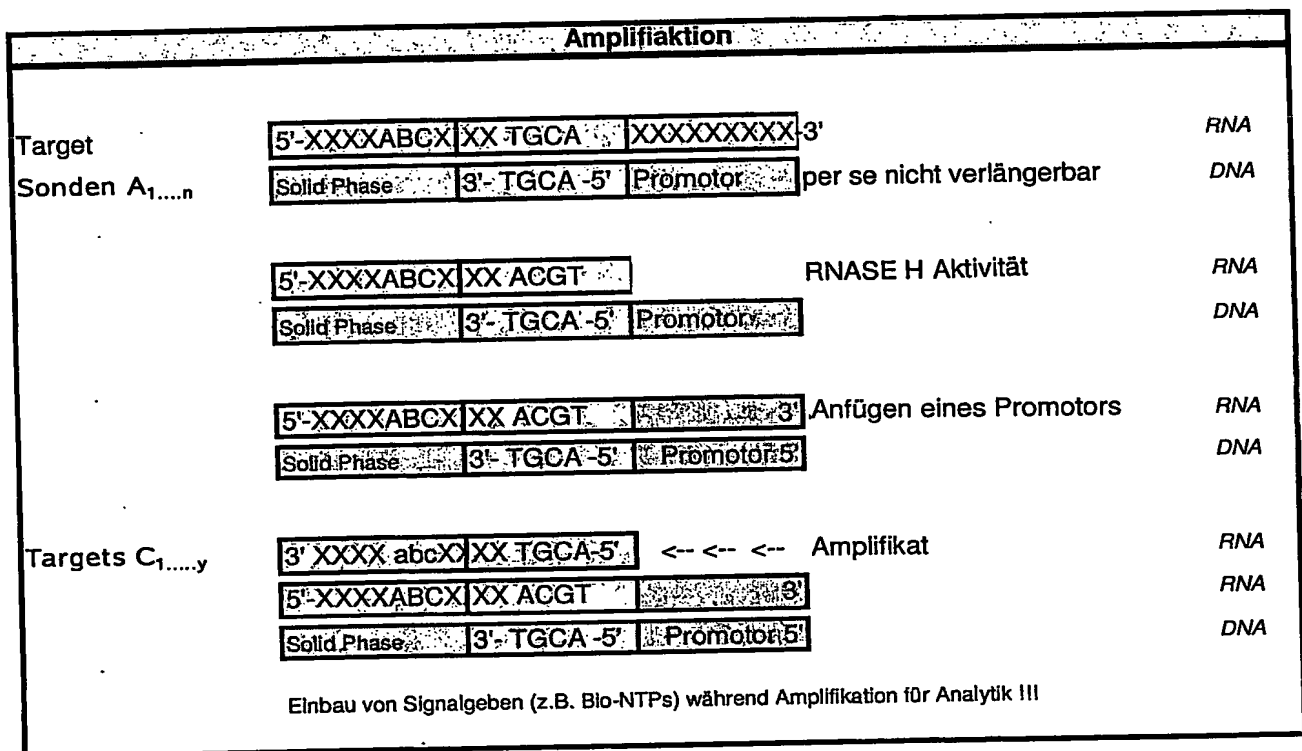 Amplifiaktion
Target 5'-XXXXABCX XX TGCA XXXXXXXXX-3' RNA
Sonden A1....n Solid Phase 3'- TGCA -5' Promotor per se nicht verlängerbar DNA
5'-XXXXABCX XX ACGT RNASE H Aktivität RNA
Solid Phase 3'- TGCA -5' Promotor DNA
5'-XXXXABCX XX ACGT 3' Anfügen eines Promotors RNA
Solid Phase 3'- TGCA -5' Promotor 5' DNA
Targets C1.....y 3' XXXX abcXX XX TGCA-5' <-- <-- <-- Amplifikat RNA
5'-XXXXABCX XX ACGT 3' RNA
Solid Phase 3'- TGCA -5' Promotor 5' DNA
Einbau von Signalgeben (z.B. Bio-NTPs) während Amplifikation für Analytik !!!